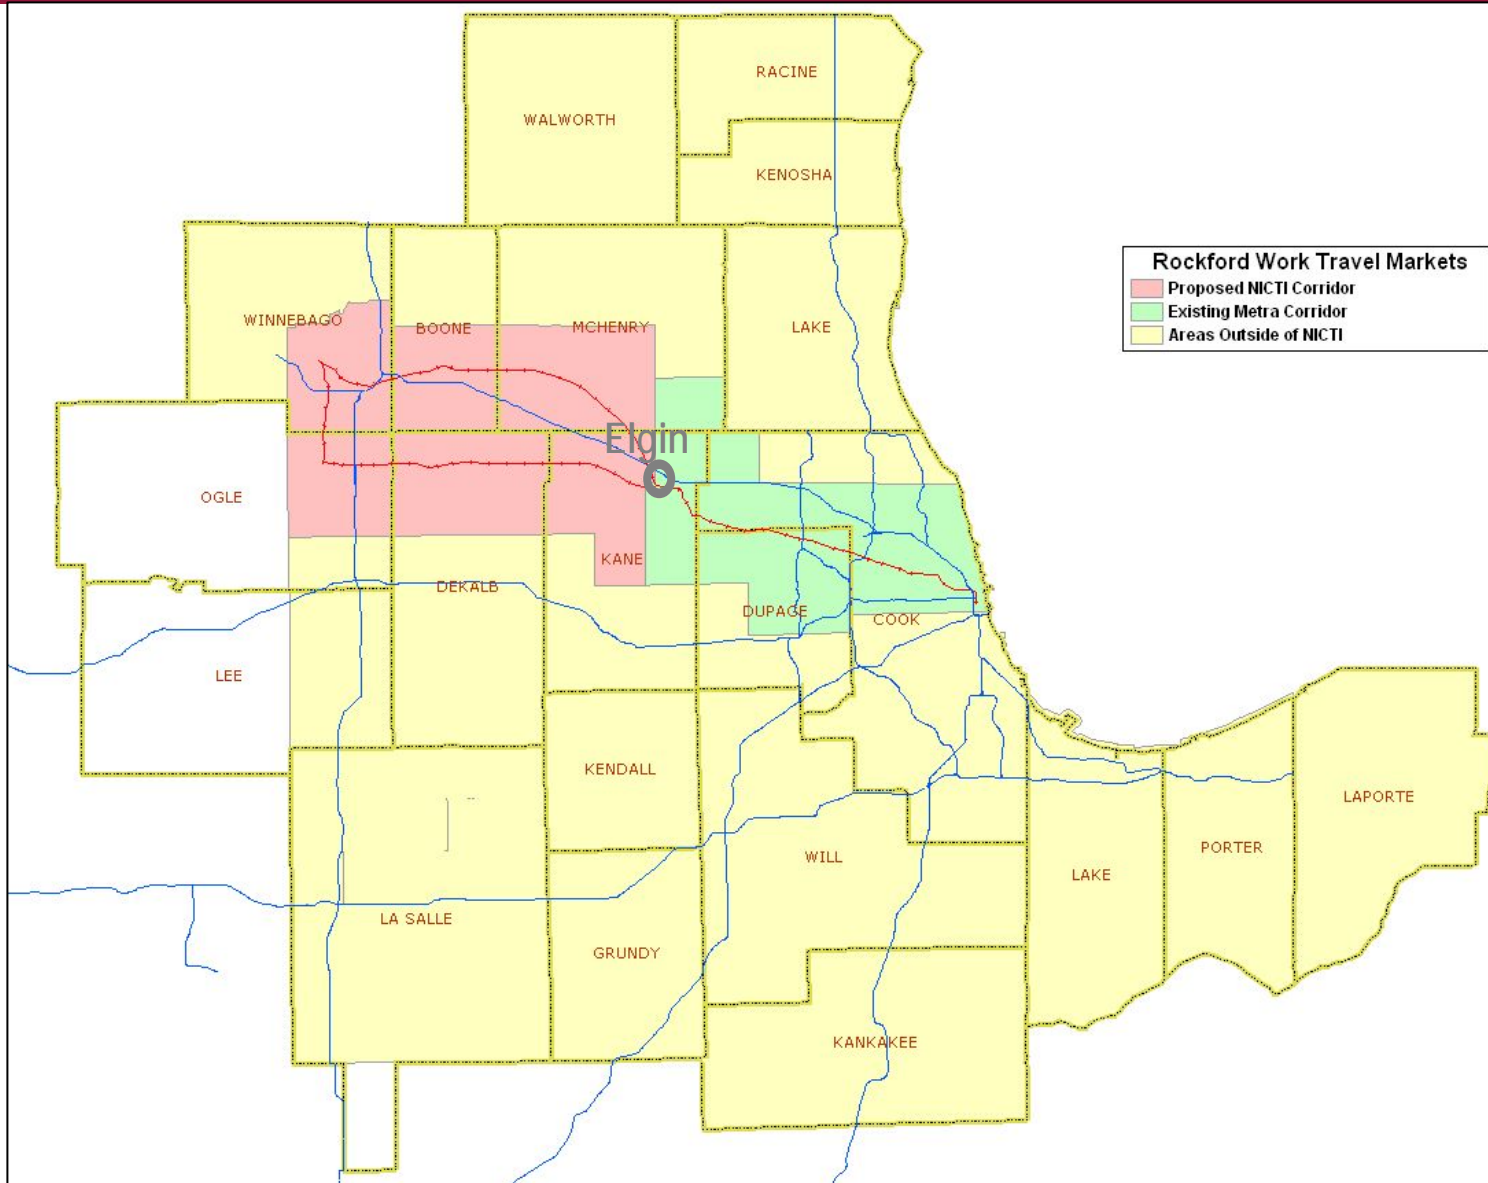 RACINE
WALWORTH
KENOSHA
Rockford Work Travel Markets
Proposed NICTI Corridor
Existing Metra Corridor
Areas Outside of NICTI
WINNEBAGO
BOONE
MCHENRY
LAKE
Elgin
OGLE
KANE
DEKALB
DUPAGE
COOK
LEE
KENDALL
LAPORTE
PORTER
WILL
LAKE
LA SALLE
GRUNDY
KANKAKEE